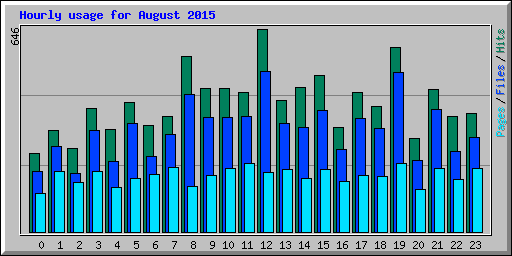 Hourly usage for August 2015
646
Pages / Files / Hits
0 1 2 3 4 5 6 7 8 9 10 11 12 13 14 15 16 17 18 19 20 21 22 23